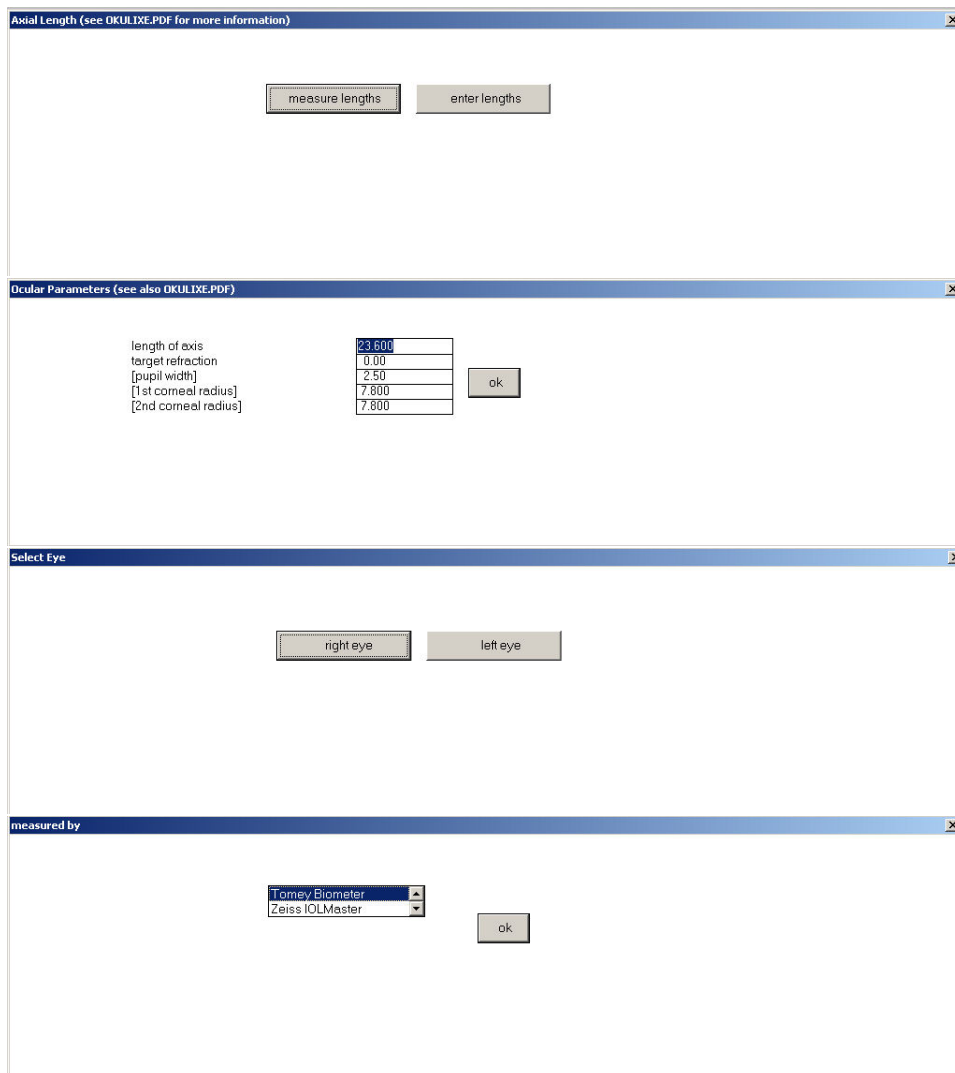 Axial Length (see OKULIXE.PDF for more information)
measure lengths enter lengths
Ocular Parameters (see also OKULIXE.PDF)
length of axis 23.600
target refraction 0.00
[pupil width] 2.50
ok
[1st corneal radius] 7.800
[2nd corneal radius] 7.800
Select Eye
right eye left eye
measured by
Tomey Biometer
Zeiss IOLMaster
ok